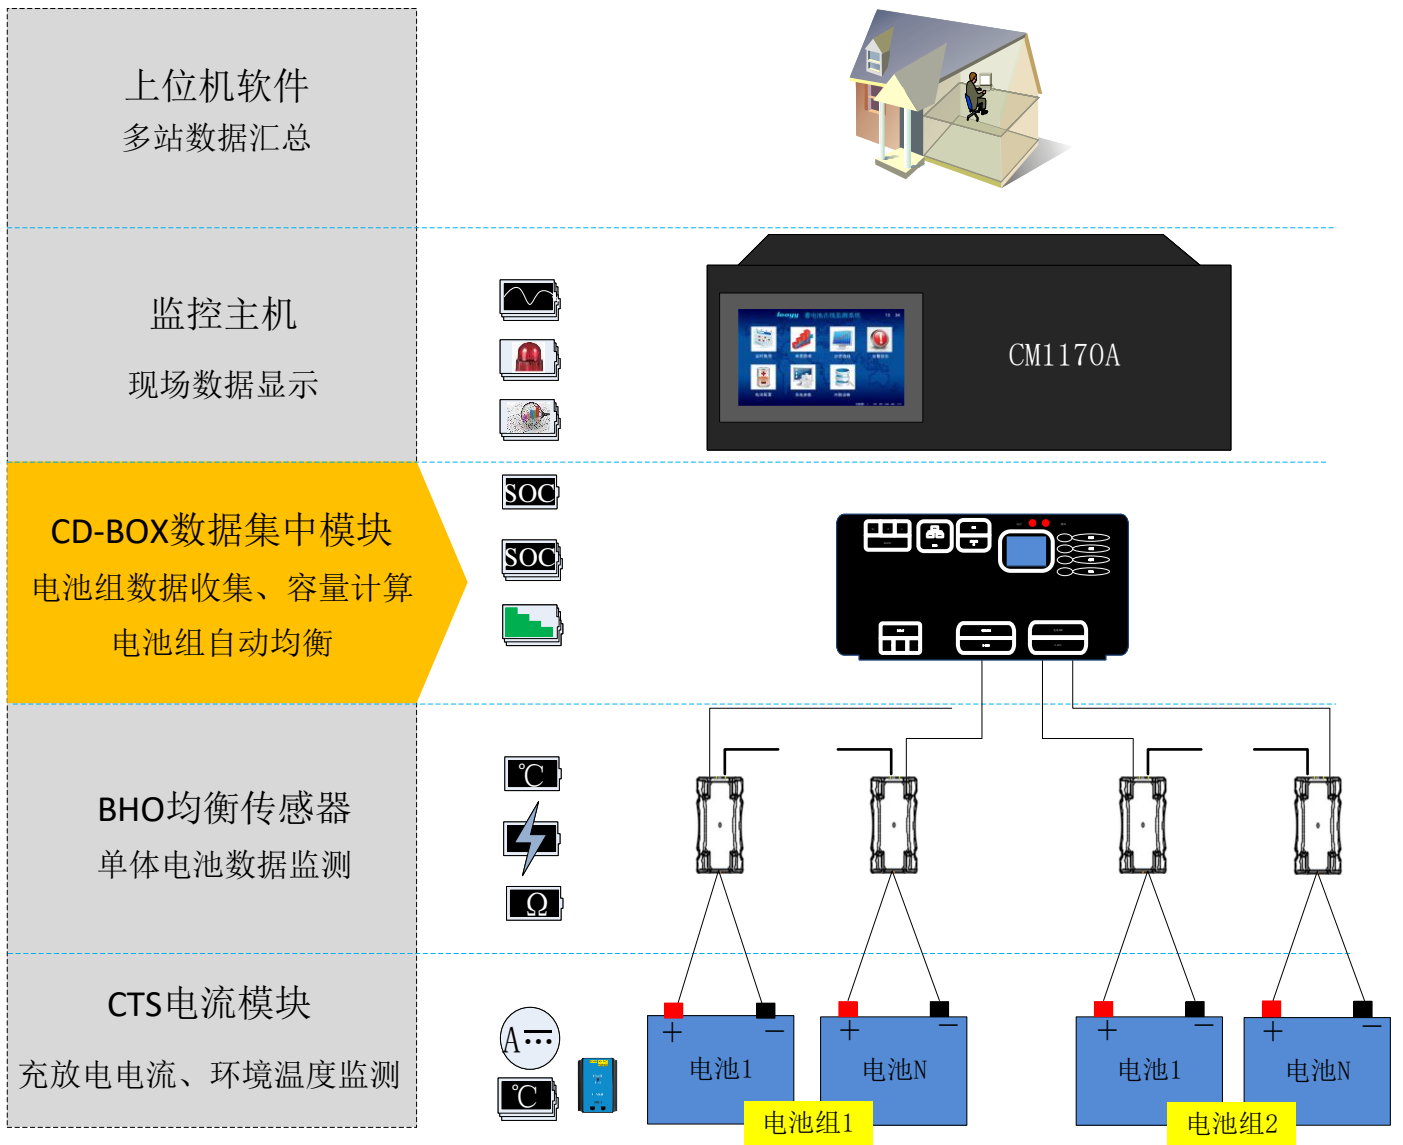 上位机软件
多站数据汇总
监控主机
现场数据显示
CM1170A
CD-BOX数据集中模块
电池组数据收集、容量计算
电池组自动均衡
SOC
SOC
BHO均衡传感器
单体电池数据监测
℃
Ω
CTS电流模块
充放电电流、环境温度监测
A
℃
+ −
电池1
+ −
电池N
+ −
电池1
+ −
电池N
电池组1
电池组2